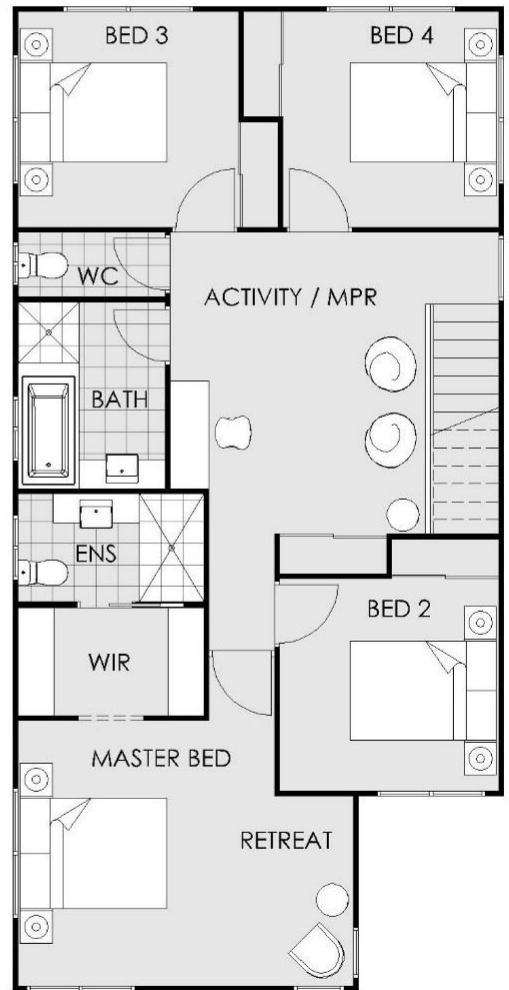 BED 3
BED 4
WC
ACTIVITY / MPR
BATH
ENS
BED 2
WIR
MASTER BED
RETREAT